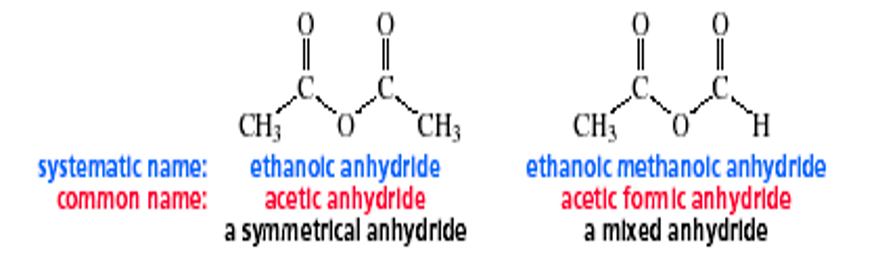 O O O O
C C C C
CH3 O CH3 CH3 O H
systematic name: ethanoic anhydride ethanoic methanoic anhydride
common name: acetic anhydride acetic formic anhydride
a symmetrical anhydride a mixed anhydride